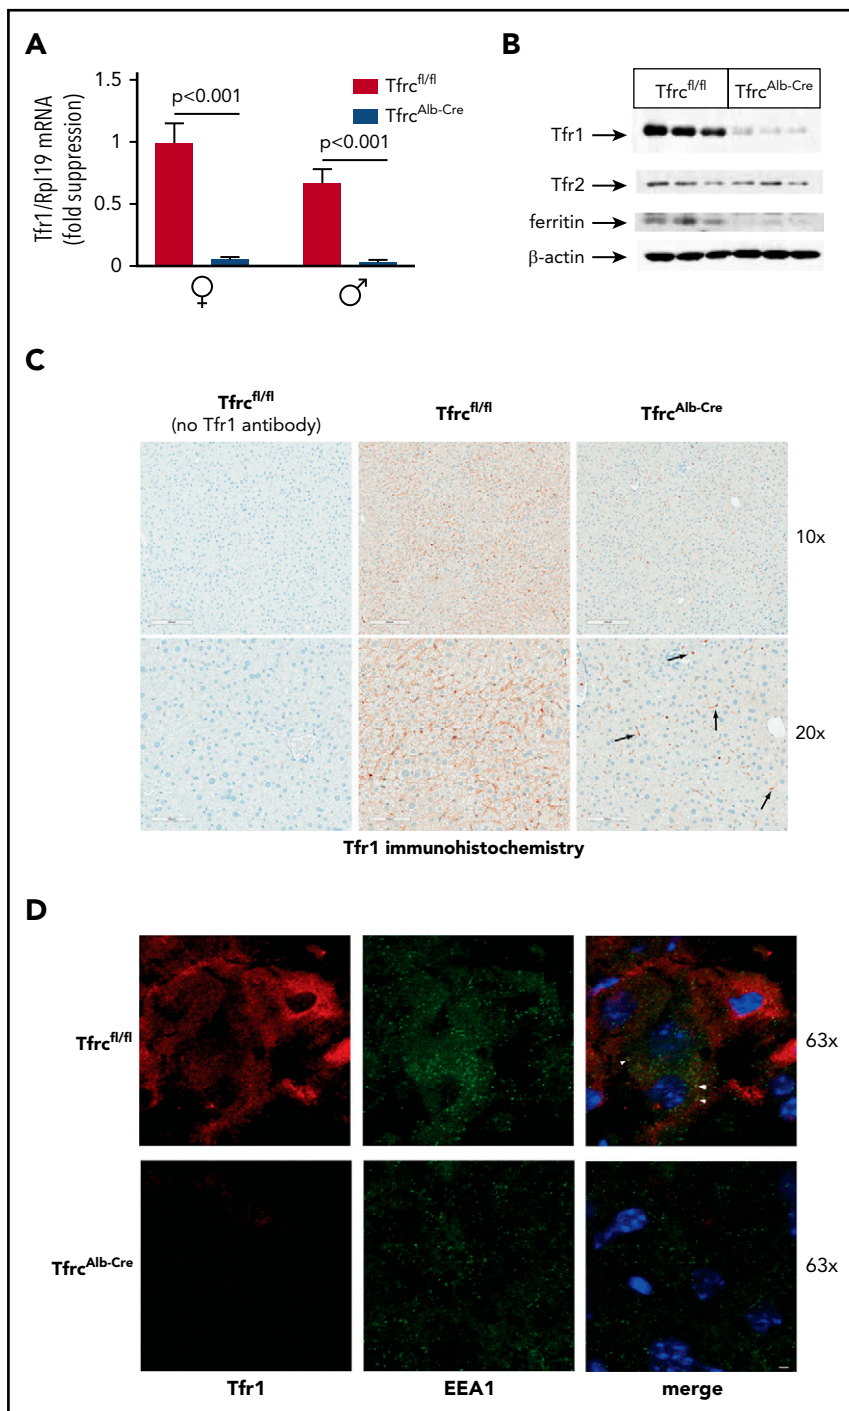 A
Tfr1/Rpl19 mRNA
(fold suppression)
1.5
1
0.5
0
p<0.001
p<0.001
Tfrc^fl/fl
Tfrc^Alb-Cre
♀
♂
B
Tfrc^fl/fl
Tfrc^Alb-Cre
Tfr1
Tfr2
ferritin
β-actin
C
Tfrc^fl/fl
(no Tfr1 antibody)
Tfrc^fl/fl
Tfrc^Alb-Cre
10x
20x
Tfr1 immunohistochemistry
D
Tfrc^fl/fl
63x
Tfrc^Alb-Cre
63x
Tfr1
EEA1
merge